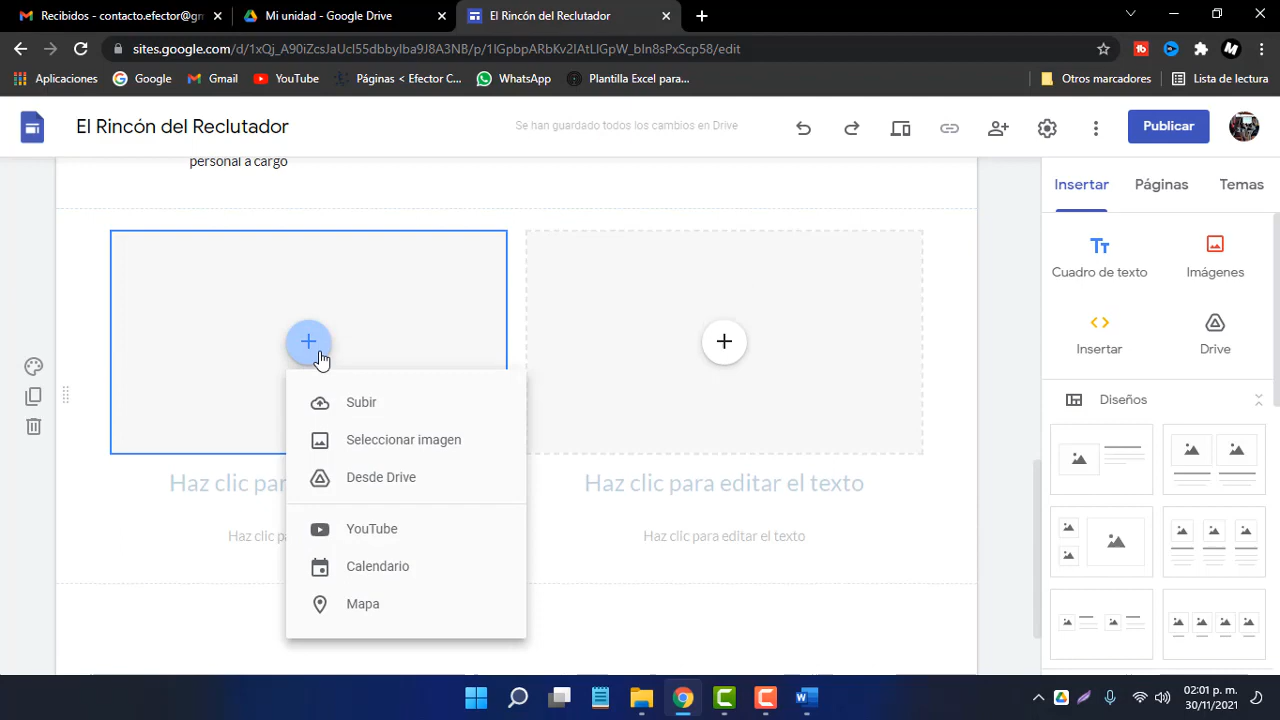 Recibidos - contacto.efector@gm
Mi unidad - Google Drive
El Rincón del Reclutador
sites.google.com/d/1xQj_A90iZcsJaUcI55dbbylba9J8A3NB/p/1IGpbpARbKv2IAtLIGpW_bIn8sPxScp58/edit
Aplicaciones
Google
Gmail
YouTube
Páginas < Efector C...
WhatsApp
Plantilla Excel para...
Otros marcadores
Lista de lectura
El Rincón del Reclutador
Se han guardado todos los cambios en Drive
Publicar
personal a cargo
Insertar
Páginas
Temas
Cuadro de texto
Imágenes
Insertar
Drive
Diseños
Subir
Seleccionar imagen
Desde Drive
YouTube
Calendario
Mapa
Haz clic par
Haz clic para editar el texto
Haz clic pa
Haz clic para editar el texto
02:01 p. m.
30/11/2021